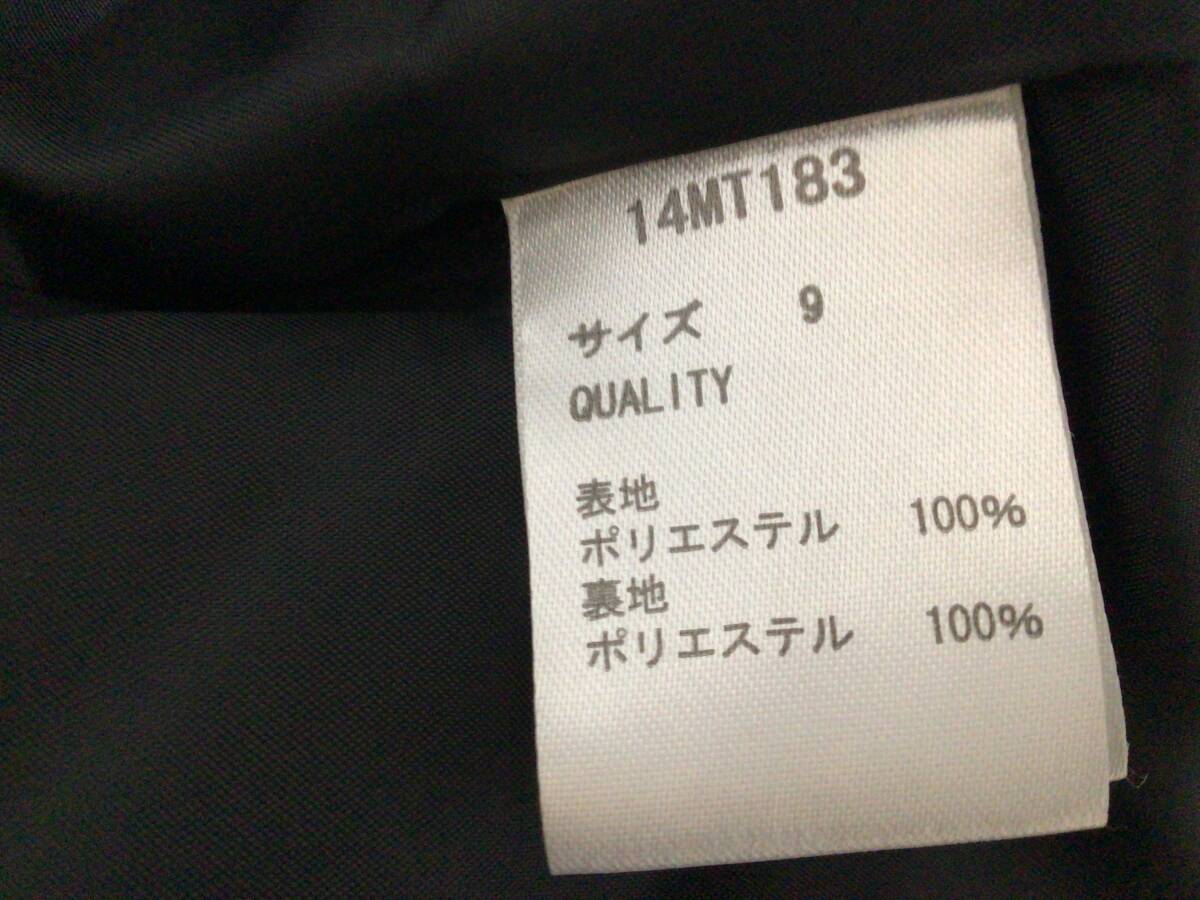 14MT183
サイズ 9
QUALITY
表地
ポリエステル 100%
裏地
ポリエステル 100%